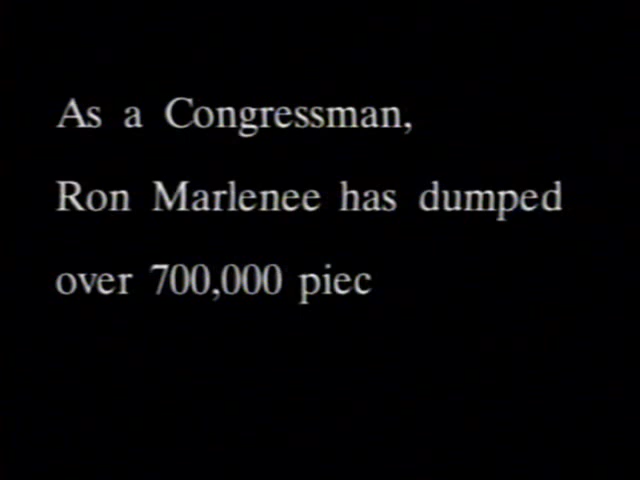 As a Congressman,
Ron Marlenee has dumped
over 700,000 piec